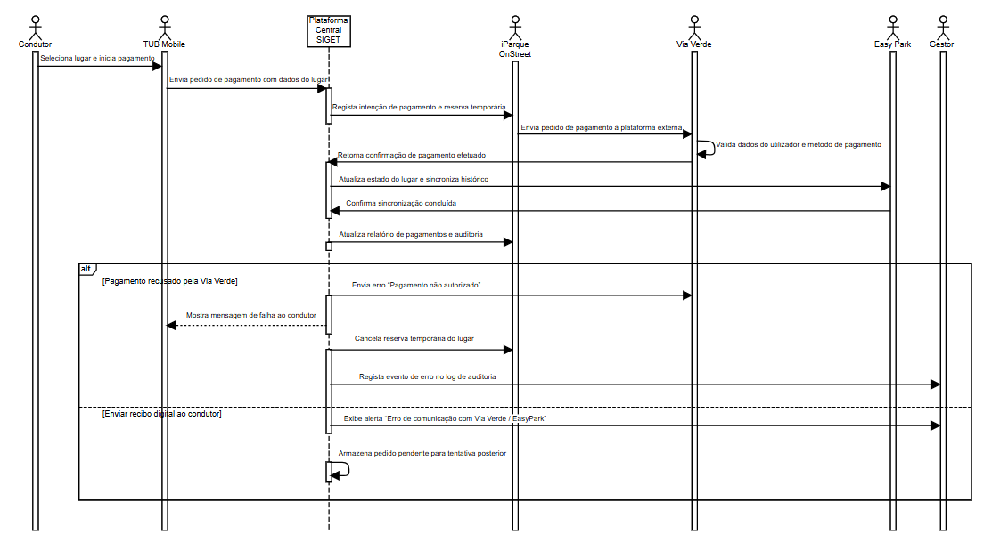 Condutor
TUB Mobile
Plataforma
Central
SIGET
iParque
OnStreet
Via Verde
Easy Park
Gestor
Seleciona lugar e inicia pagamento
Envia pedido de pagamento com dados do lugar
Regista intenção de pagamento e reserva temporária
Envia pedido de pagamento à plataforma externa
Valida dados do utilizador e método de pagamento
Retorna confirmação de pagamento efetuado
Atualiza estado do lugar e sincroniza histórico
Confirma sincronização concluída
Atualiza relatório de pagamentos e auditoria
alt
[Pagamento recusado pela Via Verde]
Envia erro “Pagamento não autorizado”
Mostra mensagem de falha ao condutor
Cancela reserva temporária do lugar
Regista evento de erro no log de auditoria
[Enviar recibo digital ao condutor]
Exibe alerta “Erro de comunicação com Via Verde / EasyPark”
Armazena pedido pendente para tentativa posterior